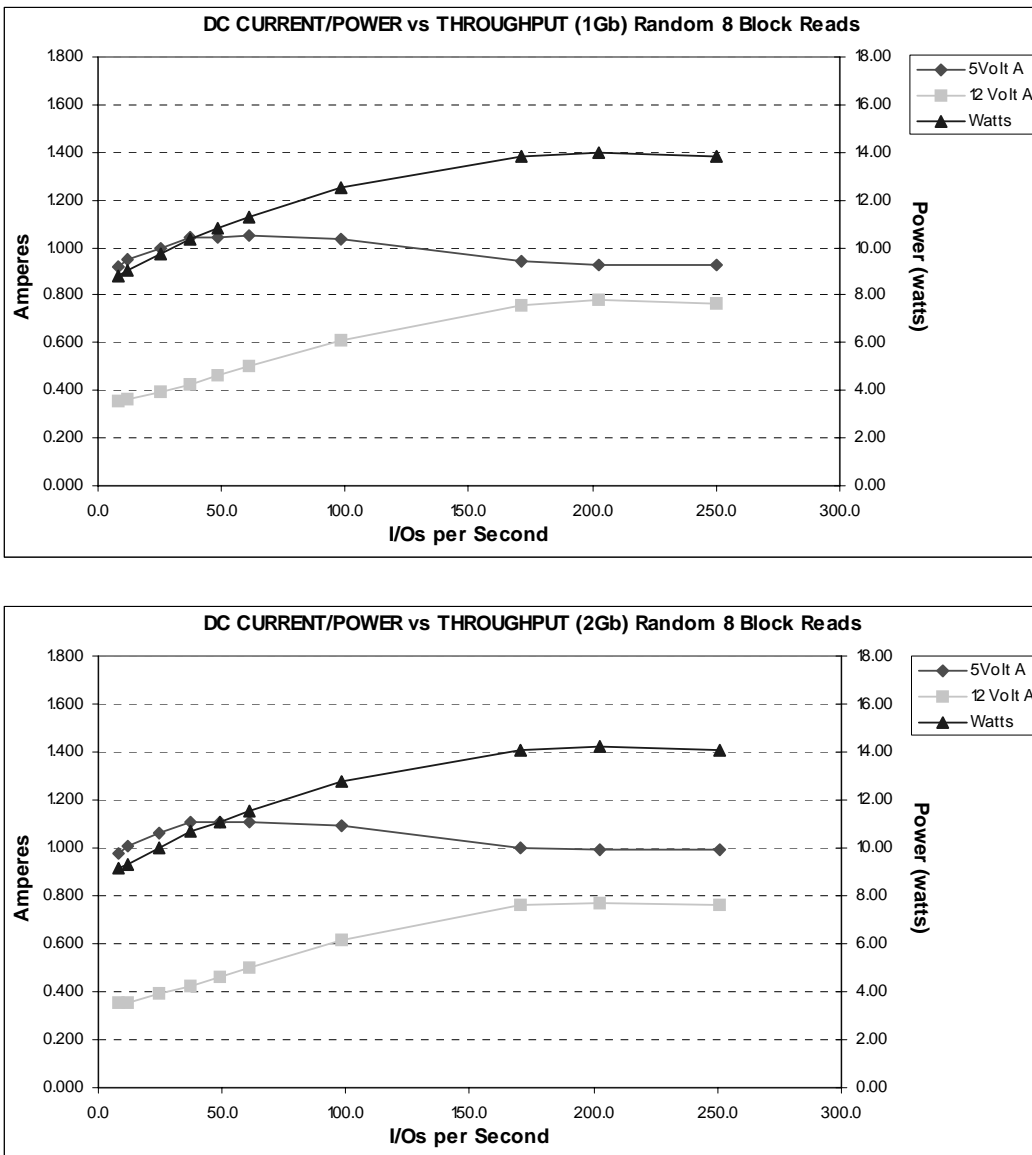 DC CURRENT/POWER vs THROUGHPUT (1Gb) Random 8 Block Reads
1.800
1.600
1.400
1.200
1.000
0.800
0.600
0.400
0.200
0.000
Amperes
18.00
16.00
14.00
12.00
10.00
8.00
6.00
4.00
2.00
0.00
Power (watts)
0.0 50.0 100.0 150.0 200.0 250.0 300.0
I/Os per Second
5Volt A
12 Volt A
Watts
DC CURRENT/POWER vs THROUGHPUT (2Gb) Random 8 Block Reads
1.800
1.600
1.400
1.200
1.000
0.800
0.600
0.400
0.200
0.000
Amperes
18.00
16.00
14.00
12.00
10.00
8.00
6.00
4.00
2.00
0.00
Power (watts)
0.0 50.0 100.0 150.0 200.0 250.0 300.0
I/Os per Second
5Volt A
12 Volt A
Watts